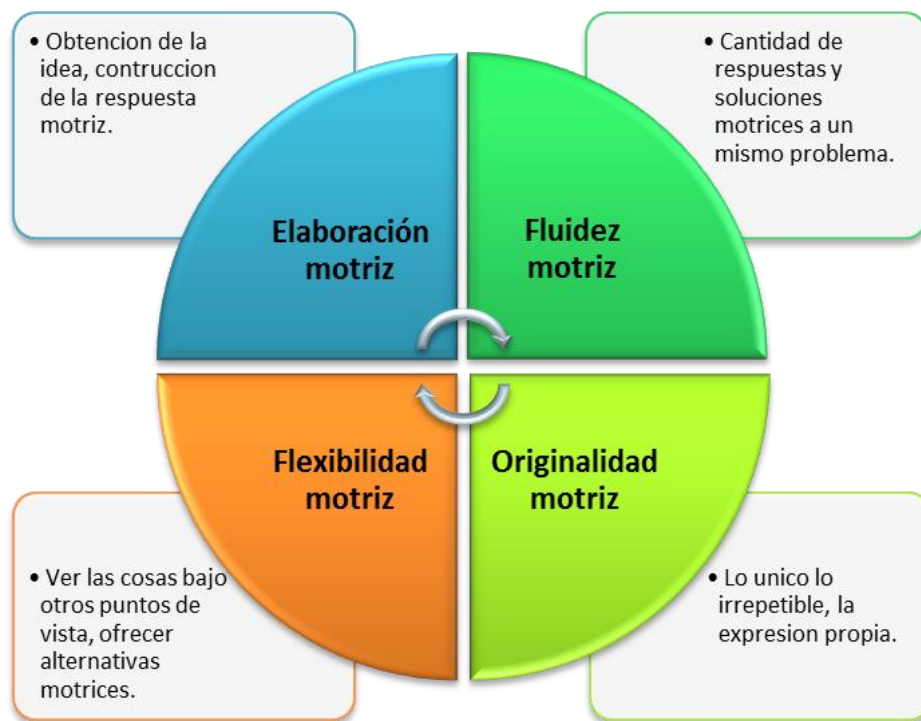 • Obtencion de la
idea, contruccion
de la respuesta
motriz.
• Cantidad de
respuestas y
soluciones
motrices a un
mismo problema.
Elaboración
motriz
Fluidez
motriz
Flexibilidad
motriz
Originalidad
motriz
• Ver las cosas bajo
otros puntos de
vista, ofrecer
alternativas
motrices.
• Lo unico lo
irrepetible, la
expresion propia.